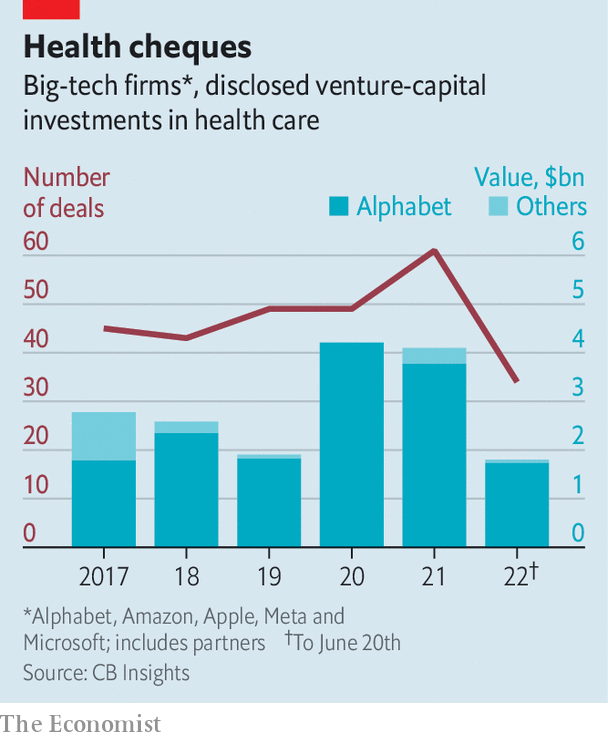 Health cheques
Big-tech firms*, disclosed venture-capital
investments in health care
Number
of deals
Value, $bn
Alphabet
Others
60
50
40
30
20
10
0
6
5
4
3
2
1
0
2017
18
19
20
21
22†
*Alphabet, Amazon, Apple, Meta and
Microsoft; includes partners †To June 20th
Source: CB Insights
The Economist